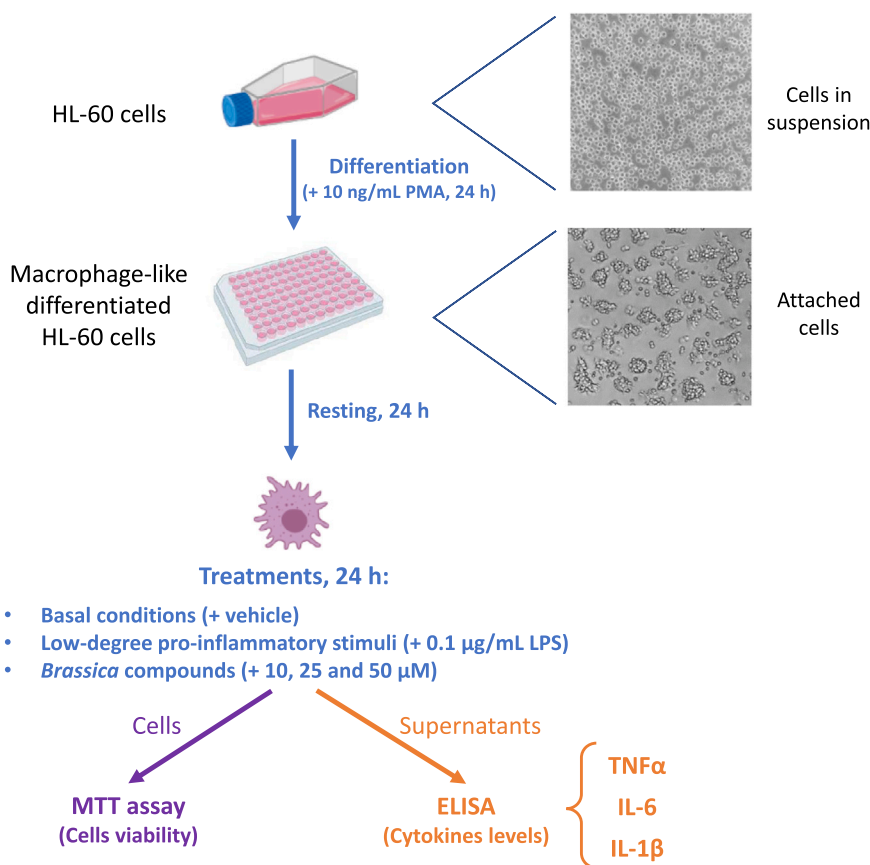 HL-60 cells
Cells in
suspension
Differentiation
(+ 10 ng/mL PMA, 24 h)
Macrophage-like
differentiated
HL-60 cells
Attached
cells
Resting, 24 h
Treatments, 24 h:
• Basal conditions (+ vehicle)
• Low-degree pro-inflammatory stimuli (+ 0.1 μg/mL LPS)
• Brassica compounds (+ 10, 25 and 50 μM)
Cells
Supernatants
MTT assay
(Cells viability)
ELISA
(Cytokines levels)
TNFα
IL-6
IL-1β